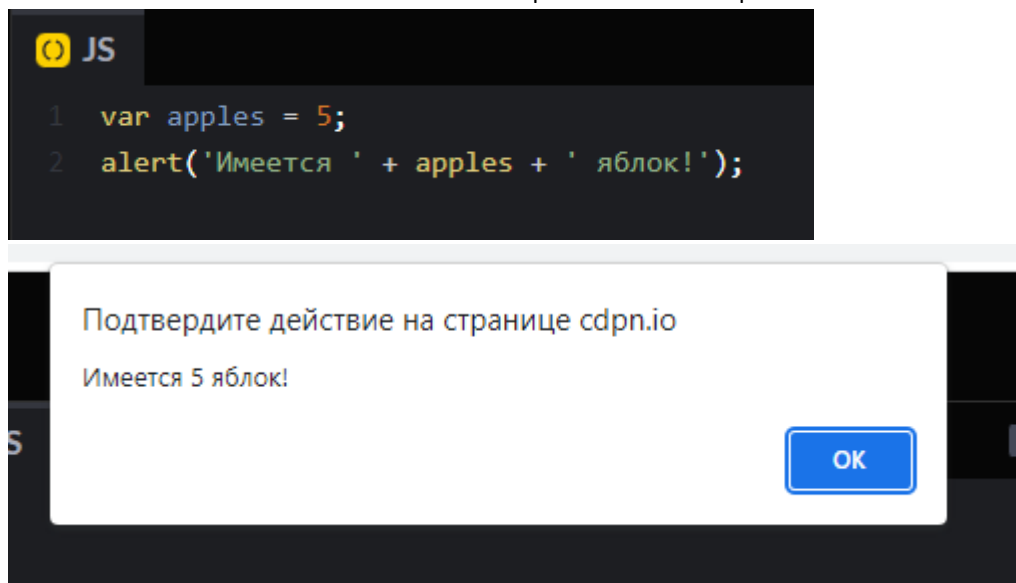 JS
1 var apples = 5;
2 alert('Имеется ' + apples + ' яблок!');
Подтвердите действие на странице cdpn.io
Имеется 5 яблок!
S
ОК